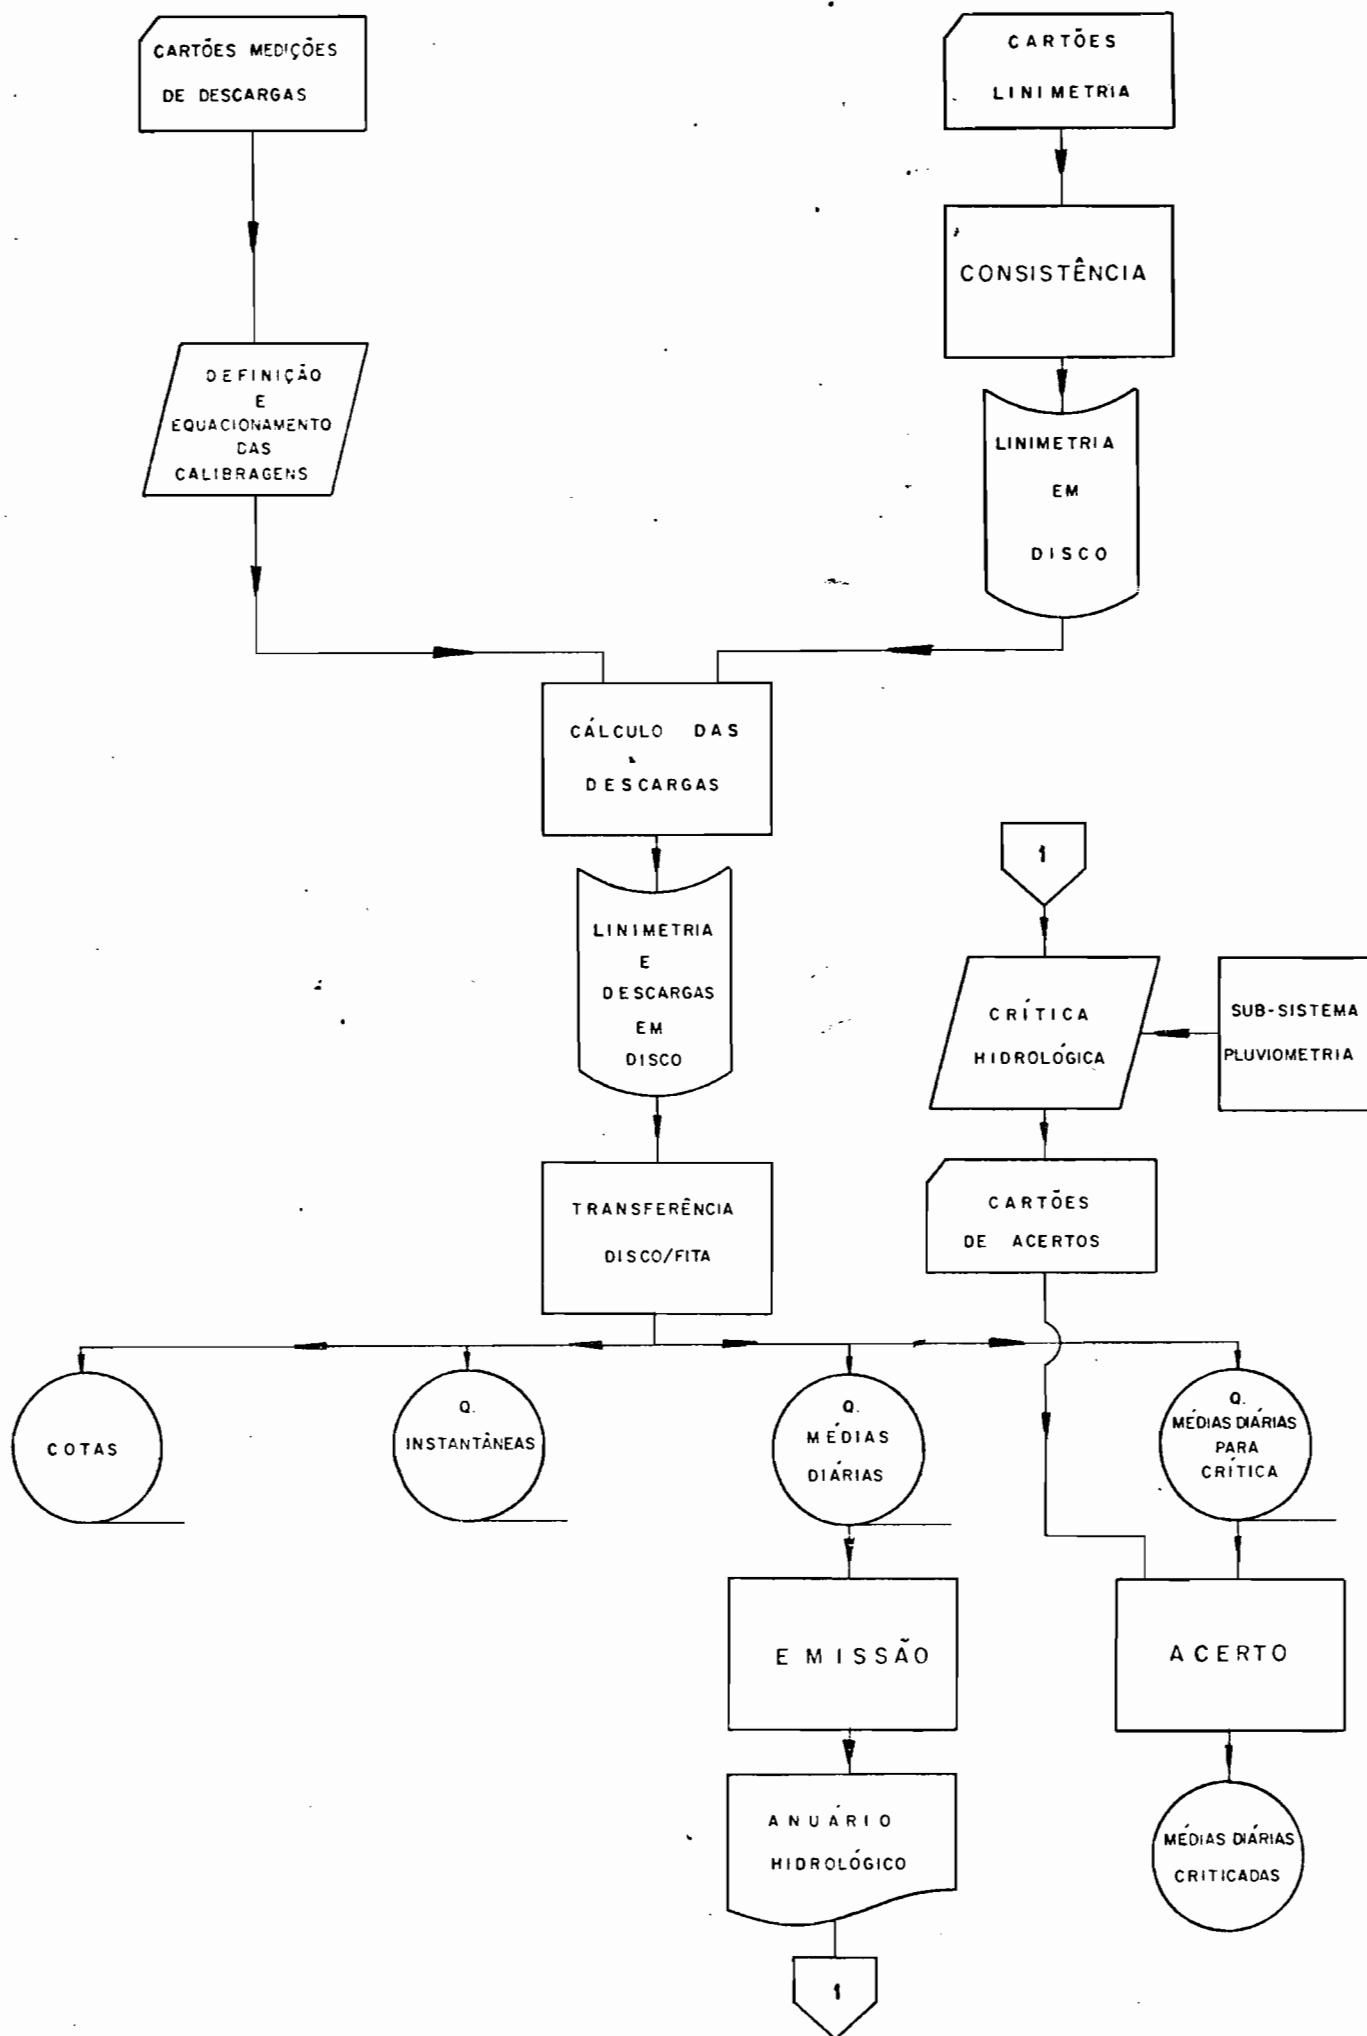 CARTÕES MEDIÇÕES
DE DESCARGAS
CARTÕES
LINIMETRIA
CONSISTÊNCIA
DEFINIÇÃO
E
EQUACIONAMENTO
DAS
CALIBRAGENS
LINIMETRIA
EM
DISCO
CÁLCULO DAS
DESCARGAS
1
LINIMETRIA
E
DESCARGAS
EM
DISCO
CRÍTICA
HIDROLÓGICA
SUB-SISTEMA
PLUVIOMETRIA
TRANSFERÊNCIA
DISCO/FITA
CARTÕES
DE ACERTOS
COTAS
Q.
INSTANTÂNEAS
Q.
MÉDIAS
DIÁRIAS
Q.
MÉDIAS DIÁRIAS
PARA
CRÍTICA
EMISSÃO
ACERTO
ANUÁRIO
HIDROLÓGICO
MÉDIAS DIÁRIAS
CRITICADAS
1